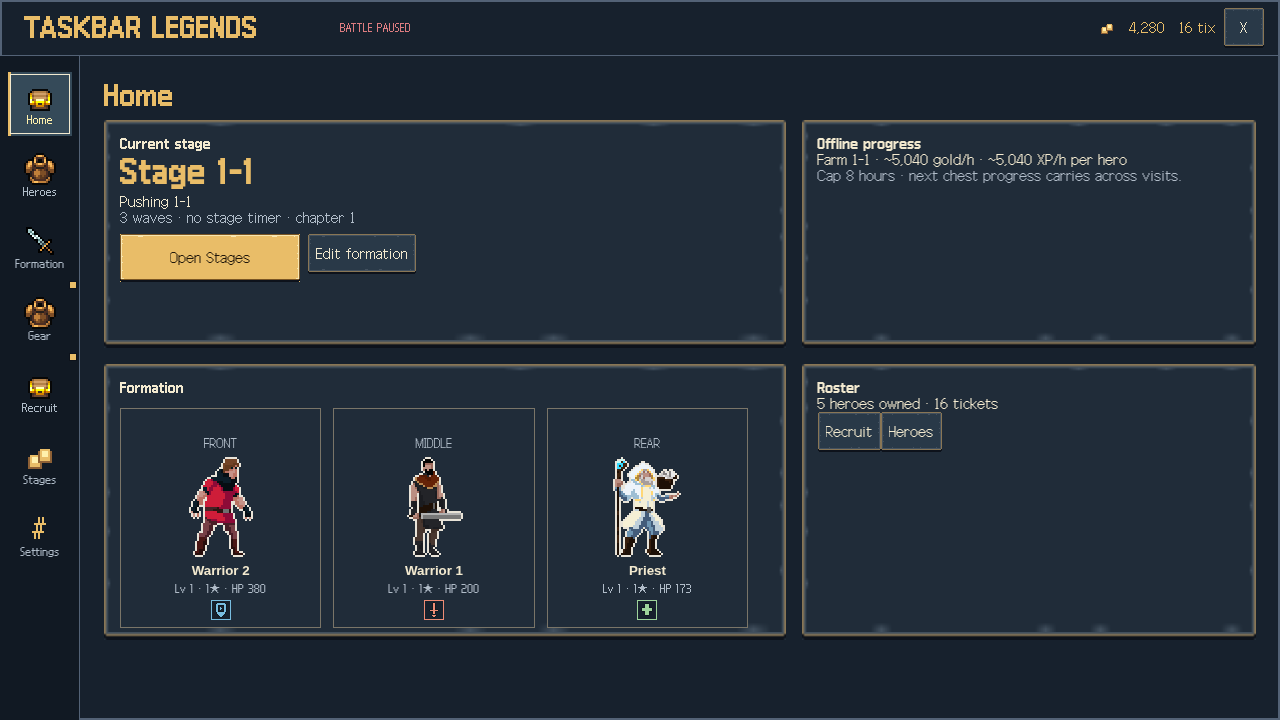 TASKBAR LEGENDS
BATTLE PAUSED
4,280 16 tix X
Home
Heroes
Formation
Gear
Recruit
Stages
#
Settings
Home
Current stage
Stage 1-1
Pushing 1-1
3 waves · no stage timer · chapter 1
Open Stages
Edit formation
Offline progress
Farm 1-1 · ~5,040 gold/h · ~5,040 XP/h per hero
Cap 8 hours · next chest progress carries across visits.
Formation
FRONT
Warrior 2
Lv 1 · 1★ · HP 380
MIDDLE
Warrior 1
Lv 1 · 1★ · HP 200
REAR
Priest
Lv 1 · 1★ · HP 173
Roster
5 heroes owned · 16 tickets
Recruit
Heroes